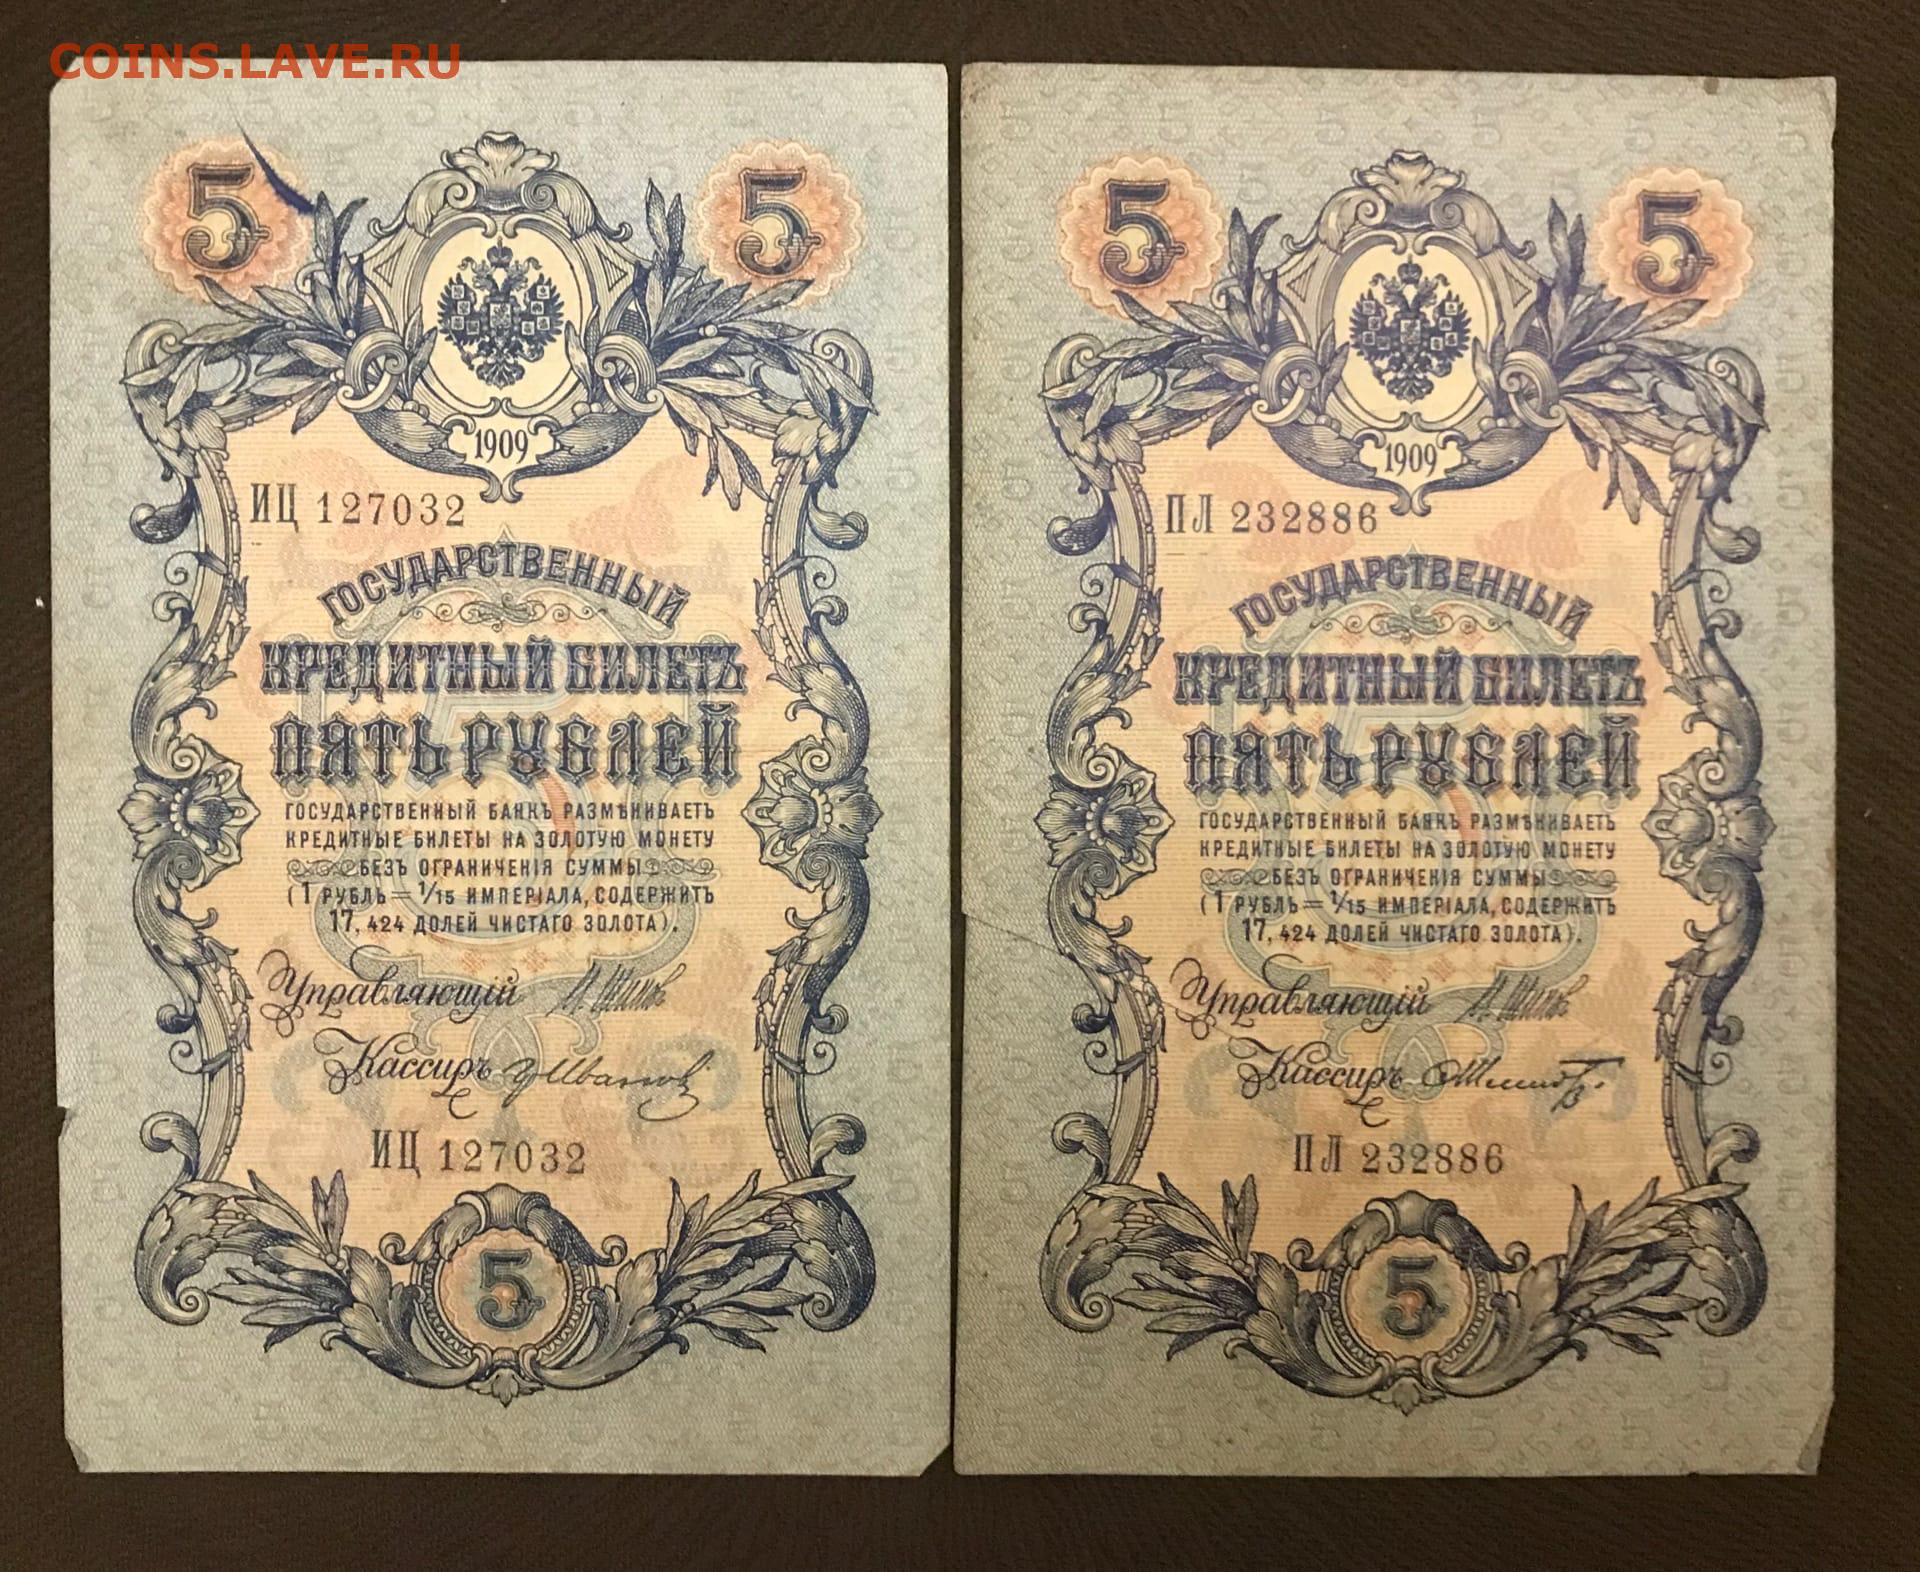 COINS.LAVE.RU
5 5
1909
ИЦ 127032
ГОСУДАРСТВЕННЫЙ
КРЕДИТНЫЙ БИЛЕТЪ
ПЯТЬ РУБЛЕЙ
ГОСУДАРСТВЕННЫЙ БАНКЪ РАЗМѢНИВАЕТЪ
КРЕДИТНЫЕ БИЛЕТЫ НА ЗОЛОТУЮ МОНЕТУ
БЕЗЪ ОГРАНИЧЕНІЯ СУММЫ
(1 РУБЛЬ = 1/15 ИМПЕРІАЛА, СОДЕРЖИТЪ
17,424 ДОЛЕЙ ЧИСТАГО ЗОЛОТА).
Управляющій
Кассиръ Иванов
ИЦ 127032
5
5 5
1909
ПЛ 232886
ГОСУДАРСТВЕННЫЙ
КРЕДИТНЫЙ БИЛЕТЪ
ПЯТЬ РУБЛЕЙ
ГОСУДАРСТВЕННЫЙ БАНКЪ РАЗМѢНИВАЕТЪ
КРЕДИТНЫЕ БИЛЕТЫ НА ЗОЛОТУЮ МОНЕТУ
БЕЗЪ ОГРАНИЧЕНІЯ СУММЫ
(1 РУБЛЬ = 1/15 ИМПЕРІАЛА, СОДЕРЖИТЪ
17,424 ДОЛЕЙ ЧИСТАГО ЗОЛОТА).
Управляющій
Кассиръ
ПЛ 232886
5